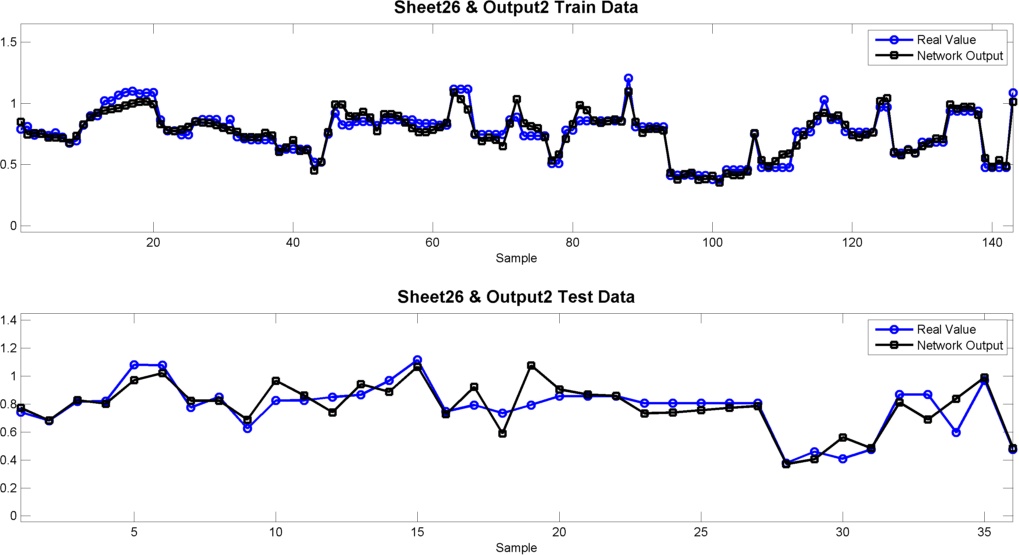 Sheet26 & Output2 Train Data
1.5
1
0.5
0
Real Value
Network Output
20 40 60 80 100 120 140
Sample
Sheet26 & Output2 Test Data
1.4
1.2
1
0.8
0.6
0.4
0.2
0
Real Value
Network Output
5 10 15 20 25 30 35
Sample